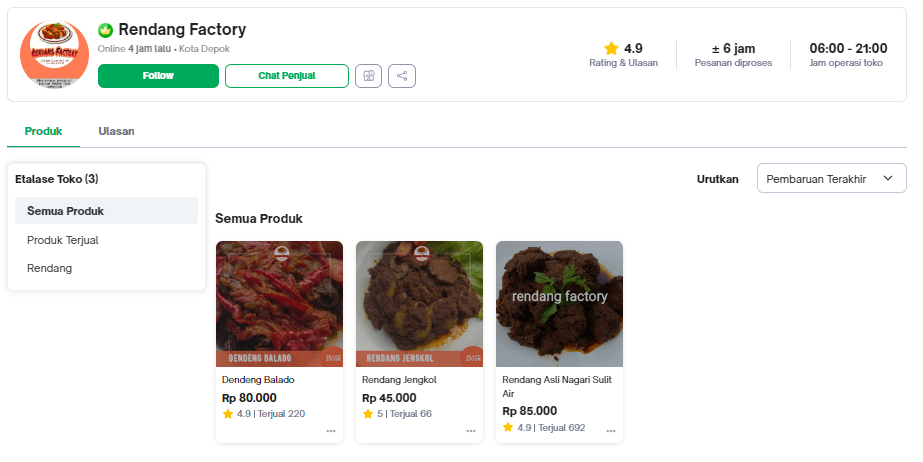 Rendang Factory
Online 4 jam lalu • Kota Depok
Follow
Chat Penjual
4.9
Rating & Ulasan
± 6 jam
Pesanan diproses
06:00 - 21:00
Jam operasi toko
RENDANG FACTORY
Produk
Ulasan
Etalase Toko (3)
Semua Produk
Produk Terjual
Rendang
Urutkan
Pembaruan Terakhir
Semua Produk
DENDENG BALADO
350GR
Dendeng Balado
Rp 80.000
4.9 | Terjual 220
RENDANG JENGKOL
350GR
Rendang Jengkol
Rp 45.000
5 | Terjual 66
rendang factory
Rendang Asli Nagari Sulit
Air
Rp 85.000
4.9 | Terjual 692